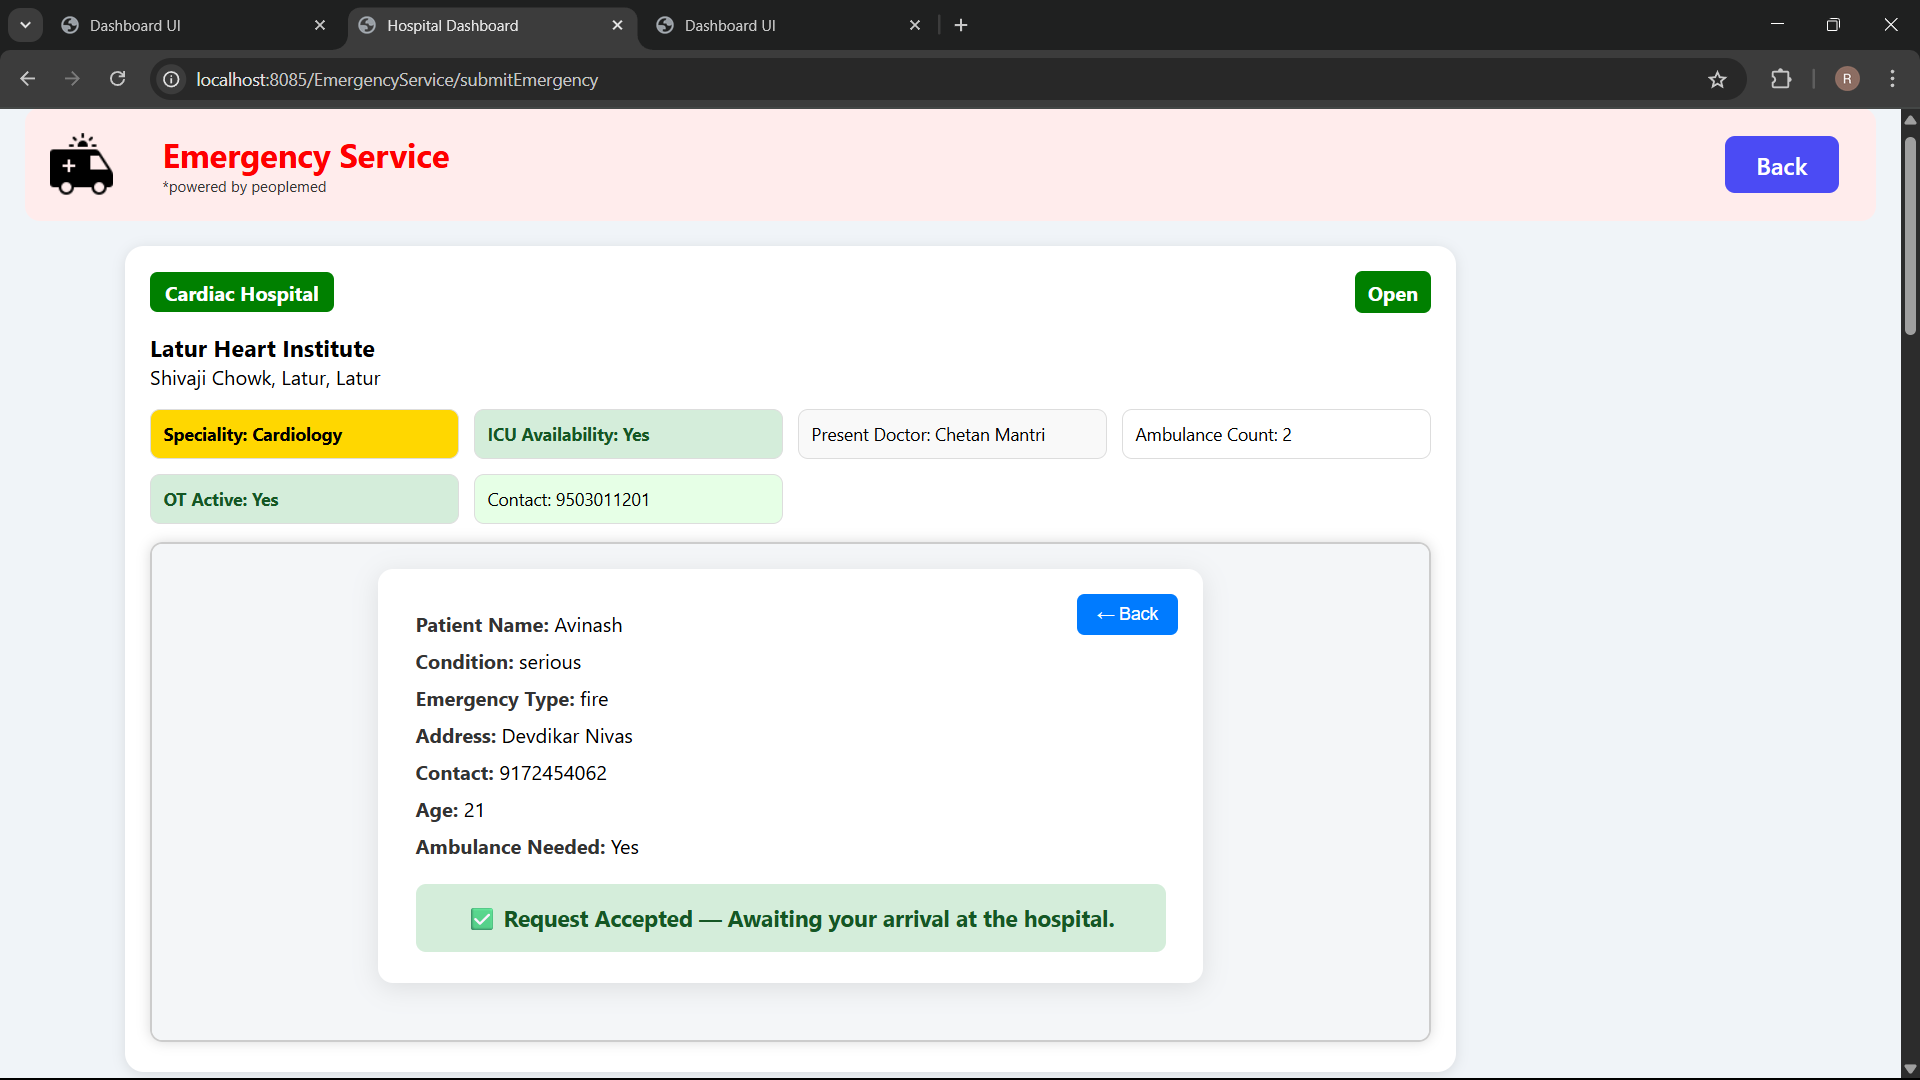 Dashboard UI
Hospital Dashboard
Dashboard UI
localhost:8085/EmergencyService/submitEmergency
R
Emergency Service
*powered by peoplemed
Back
Cardiac Hospital
Open
Latur Heart Institute
Shivaji Chowk, Latur, Latur
Speciality: Cardiology
ICU Availability: Yes
Present Doctor: Chetan Mantri
Ambulance Count: 2
OT Active: Yes
Contact: 9503011201
← Back
Patient Name: Avinash
Condition: serious
Emergency Type: fire
Address: Devdikar Nivas
Contact: 9172454062
Age: 21
Ambulance Needed: Yes
✅ Request Accepted — Awaiting your arrival at the hospital.